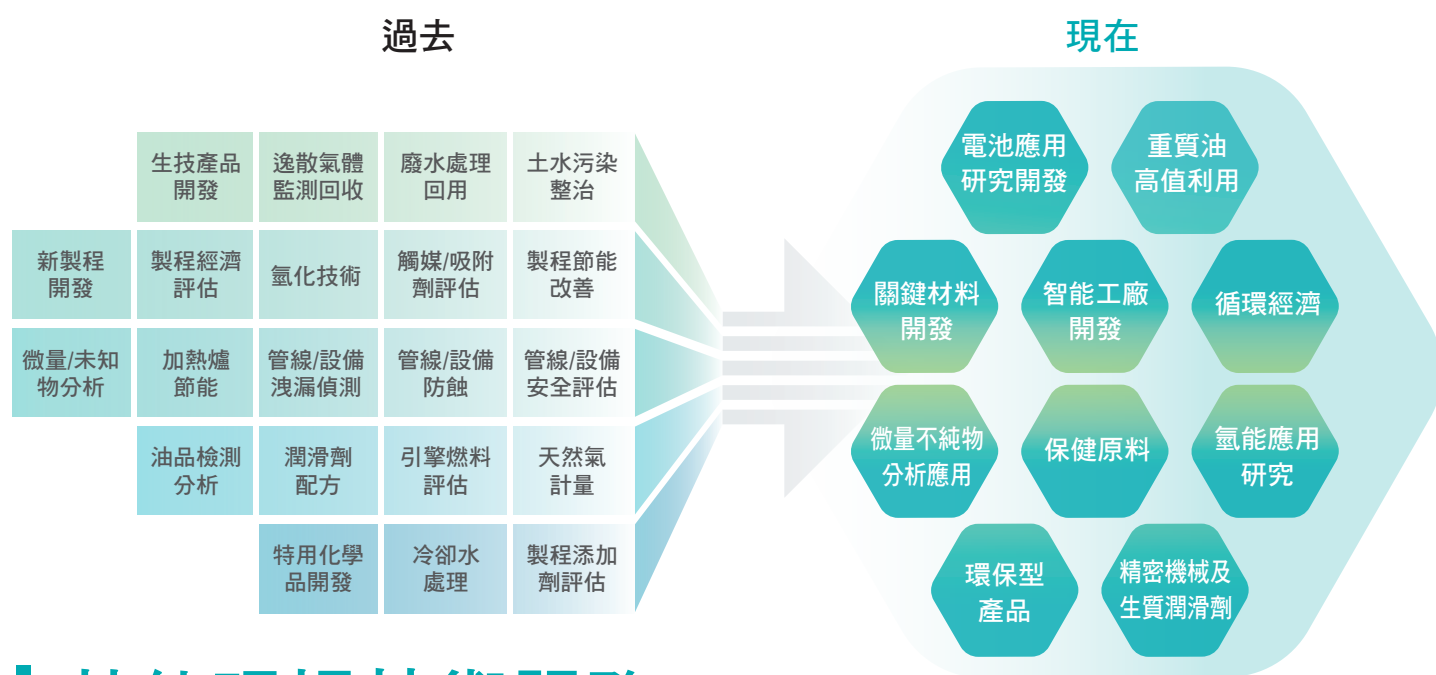 過去
生技產品
開發
逸散氣體
監測回收
廢水處理
回用
土水污染
整治
新製程
開發
製程經濟
評估
氫化技術
觸媒/吸附
劑評估
製程節能
改善
微量/未知
物分析
加熱爐
節能
管線/設備
洩漏偵測
管線/設備
防蝕
管線/設備
安全評估
油品檢測
分析
潤滑劑
配方
引擎燃料
評估
天然氣
計量
特用化學
品開發
冷卻水
處理
製程添加
劑評估
現在
電池應用
研究開發
重質油
高值利用
關鍵材料
開發
智能工廠
開發
循環經濟
微量不純物
分析應用
保健原料
氫能應用
研究
環保型
產品
精密機械及
生質潤滑劑